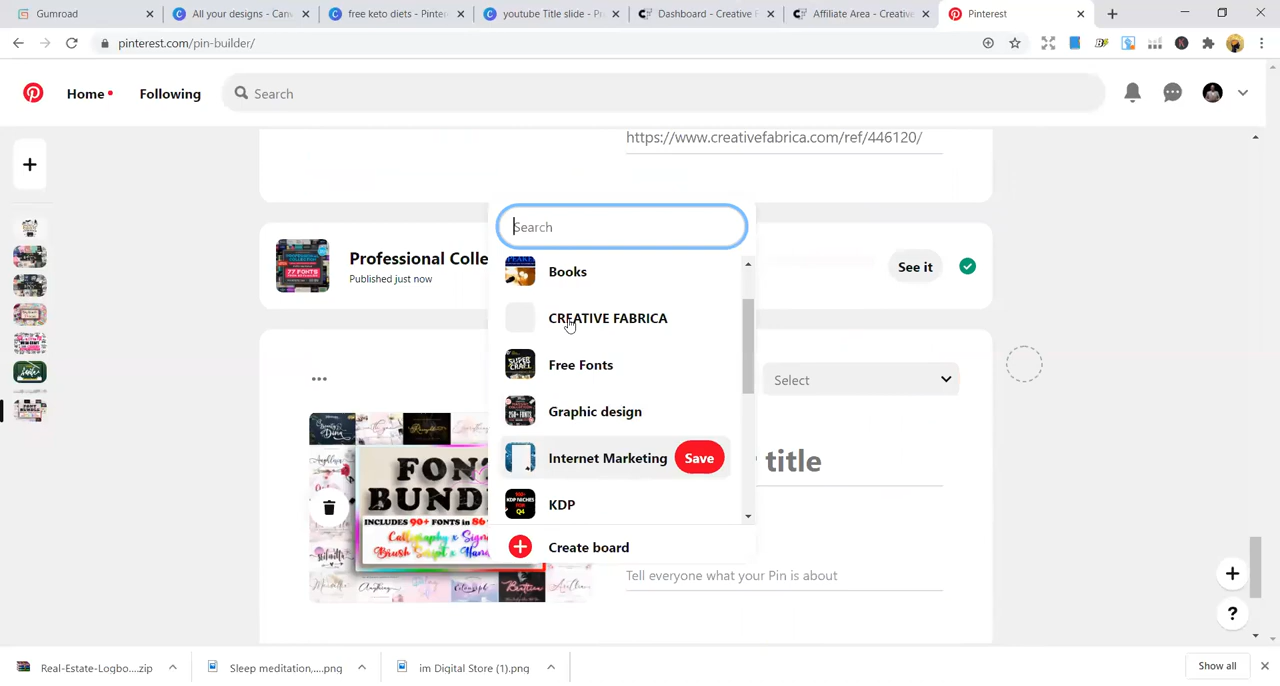 Gumroad
All your designs - Can
free keto diets - Pinter
youtube Title slide - Pr
Dashboard - Creative F
Affiliate Area - Creative
Pinterest
pinterest.com/pin-builder/
Home
Following
Search
https://www.creativefabrica.com/ref/446120/
Search
Professional Colle
Published just now
See it
Books
CREATIVE FABRICA
Free Fonts
Graphic design
Internet Marketing
Save
KDP
Create board
Select
title
Tell everyone what your Pin is about
FONT
BUNDLE
INCLUDES 90+ FONTS in 86
Real-Estate-Logbo....zip
Sleep meditation,....png
im Digital Store (1).png
Show all